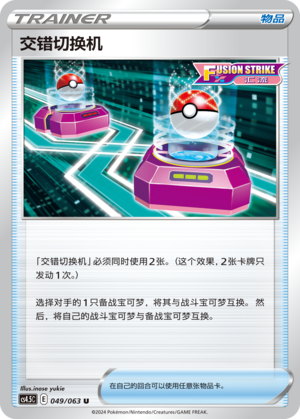 TRAINER 物品
交错切换机
FUSION STRIKE
汇流
「交错切换机」必须同时使用2张。(这个效果,2张卡牌只
发动1次。)
选择对手的1只备战宝可梦,将其与战斗宝可梦互换。然
后,将自己的战斗宝可梦与备战宝可梦互换。
Illus.inose yukie
CS4.5C E 049/063 U
在自己的回合可以使用任意张物品卡。
©2024 Pokémon/Nintendo/Creatures/GAME FREAK.